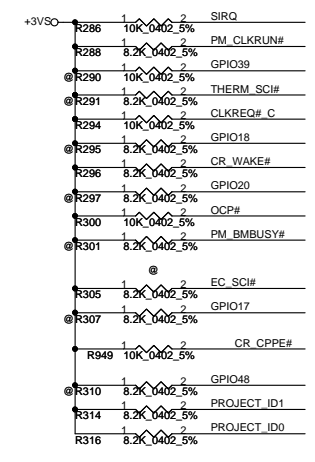 +3VS
1 2 SIRQ
R286 10K_0402_5%
1 2 PM_CLKRUN#
R288 8.2K_0402_5%
1 2 GPIO39
@ R290 10K_0402_5%
1 2 THERM_SCI#
@ R291 8.2K_0402_5%
1 2 CLKREQ#_C
R294 10K_0402_5%
1 2 GPIO18
@ R295 8.2K_0402_5%
1 2 CR_WAKE#
R296 8.2K_0402_5%
1 2 GPIO20
@ R297 8.2K_0402_5%
1 2 OCP#
R300 10K_0402_5%
1 2 PM_BMBUSY#
@ R301 8.2K_0402_5%
@
1 2 EC_SCI#
R305 8.2K_0402_5%
1 2 GPIO17
@ R307 8.2K_0402_5%
1 2 CR_CPPE#
R949 10K_0402_5%
1 2 GPIO48
@ R310 8.2K_0402_5%
1 2 PROJECT_ID1
R314 8.2K_0402_5%
1 2 PROJECT_ID0
R316 8.2K_0402_5%